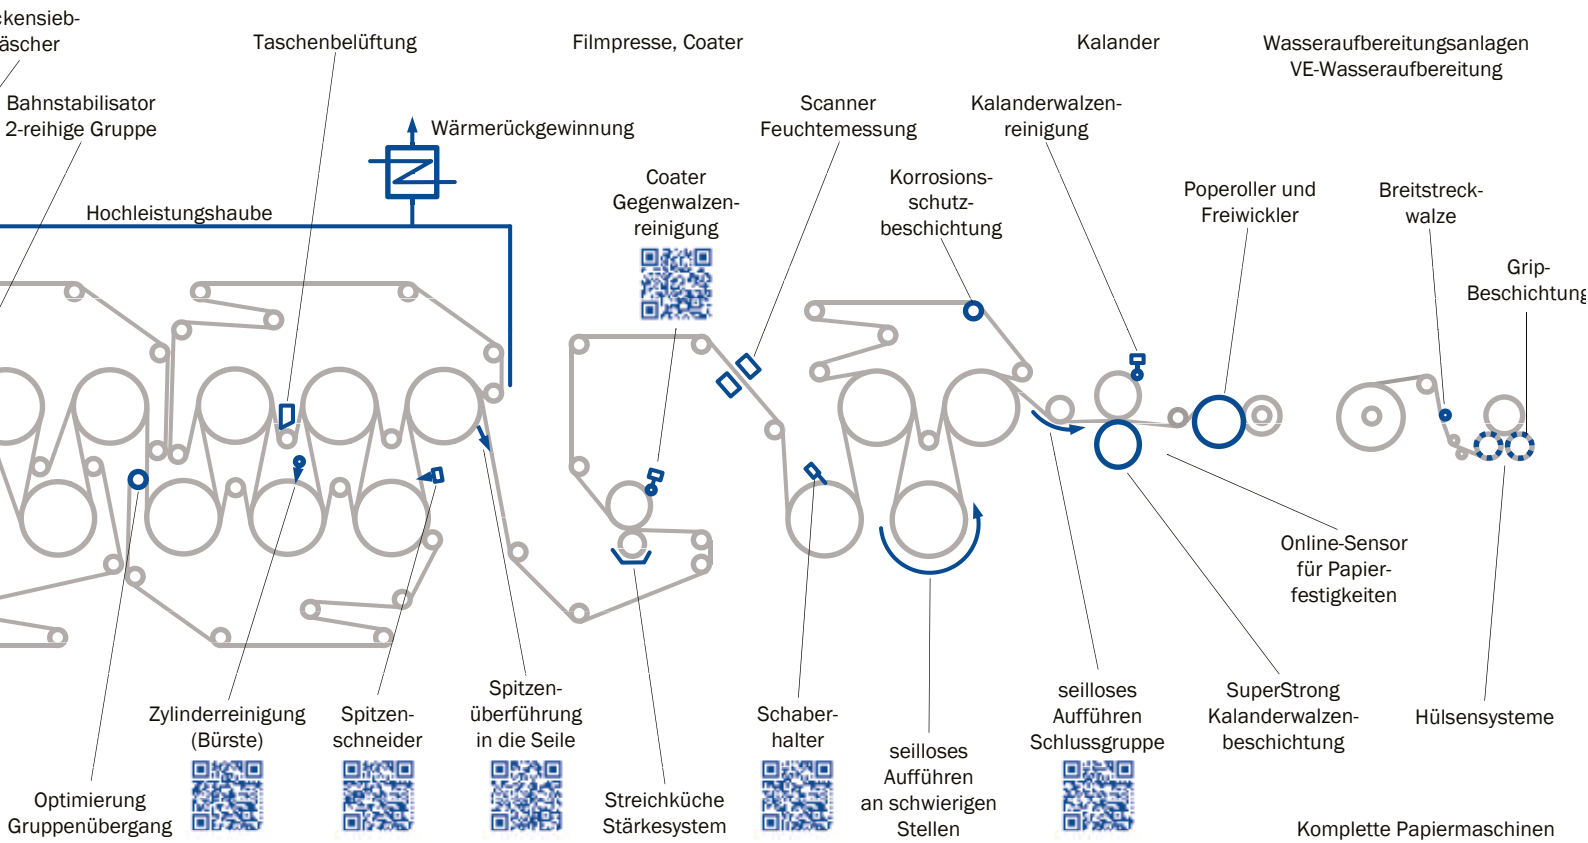 ckensieb-
äscher
Taschenbelüftung
Filmpresse, Coater
Kalander
Wasseraufbereitungsanlagen
VE-Wasseraufbereitung
Bahnstabilisator
2-reihige Gruppe
Wärmerückgewinnung
Scanner
Feuchtemessung
Kalanderwalzen-
reinigung
Hochleistungshaube
Coater
Gegenwalzen-
reinigung
Korrosions-
schutz-
beschichtung
Poperoller und
Freiwickler
Breitstreck-
walze
Grip-
Beschichtung
Online-Sensor
für Papier-
festigkeiten
Optimierung
Gruppenübergang
Zylinderreinigung
(Bürste)
Spitzen-
schneider
Spitzen-
überführung
in die Seile
Streichküche
Stärkesystem
Schaber-
halter
seilloses
Aufführen
an schwierigen
Stellen
seilloses
Aufführen
Schlussgruppe
SuperStrong
Kalanderwalzen-
beschichtung
Hülsensysteme
Komplette Papiermaschinen